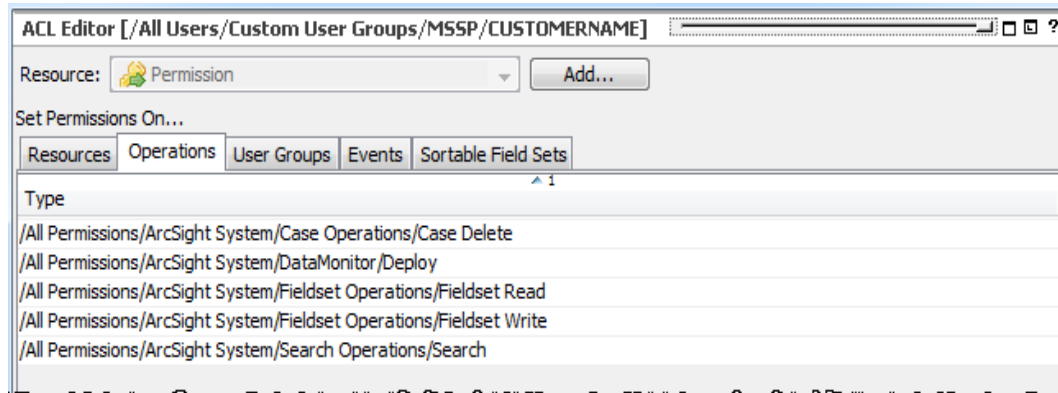 ACL Editor [/All Users/Custom User Groups/MSSP/CUSTOMERNAME] ?
Resource: Permission Add...
Set Permissions On...
Resources Operations User Groups Events Sortable Field Sets
1
Type
/All Permissions/ArcSight System/Case Operations/Case Delete
/All Permissions/ArcSight System/DataMonitor/Deploy
/All Permissions/ArcSight System/Fieldset Operations/Fieldset Read
/All Permissions/ArcSight System/Fieldset Operations/Fieldset Write
/All Permissions/ArcSight System/Search Operations/Search